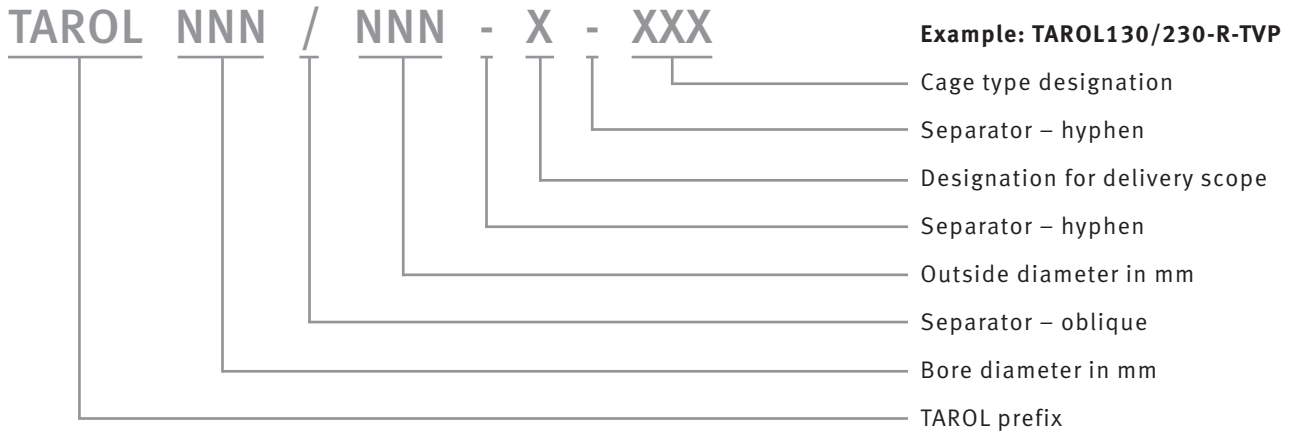 TAROL NNN / NNN - X - XXX
Example: TAROL130/230-R-TVP
Cage type designation
Separator – hyphen
Designation for delivery scope
Separator – hyphen
Outside diameter in mm
Separator – oblique
Bore diameter in mm
TAROL prefix